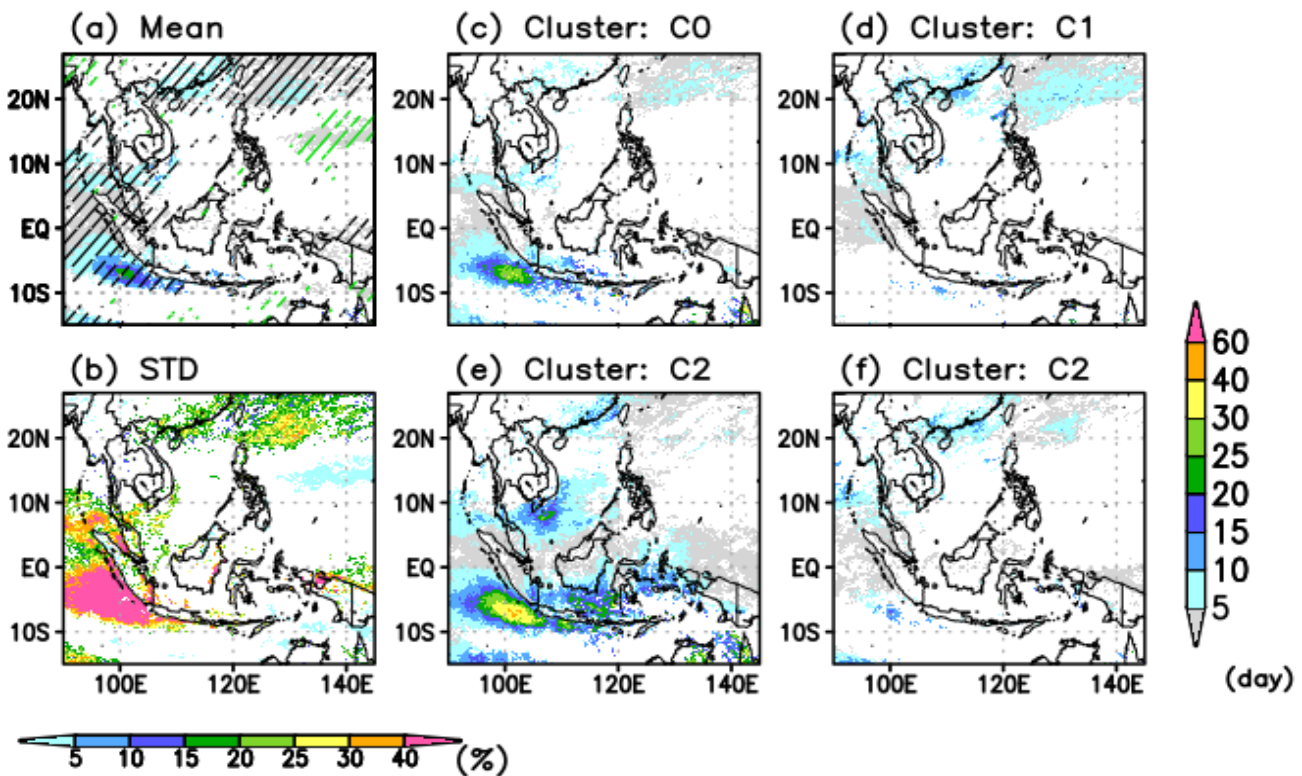 (a) Mean
(c) Cluster: C0
(d) Cluster: C1
20N
10N
EQ
10S
20N
10N
EQ
10S
20N
10N
EQ
10S
(b) STD
(e) Cluster: C2
(f) Cluster: C2
20N
10N
EQ
10S
20N
10N
EQ
10S
20N
10N
EQ
10S
100E 120E 140E
100E 120E 140E
100E 120E 140E
60
40
30
25
20
15
10
5
(day)
5 10 15 20 25 30 40 (%)